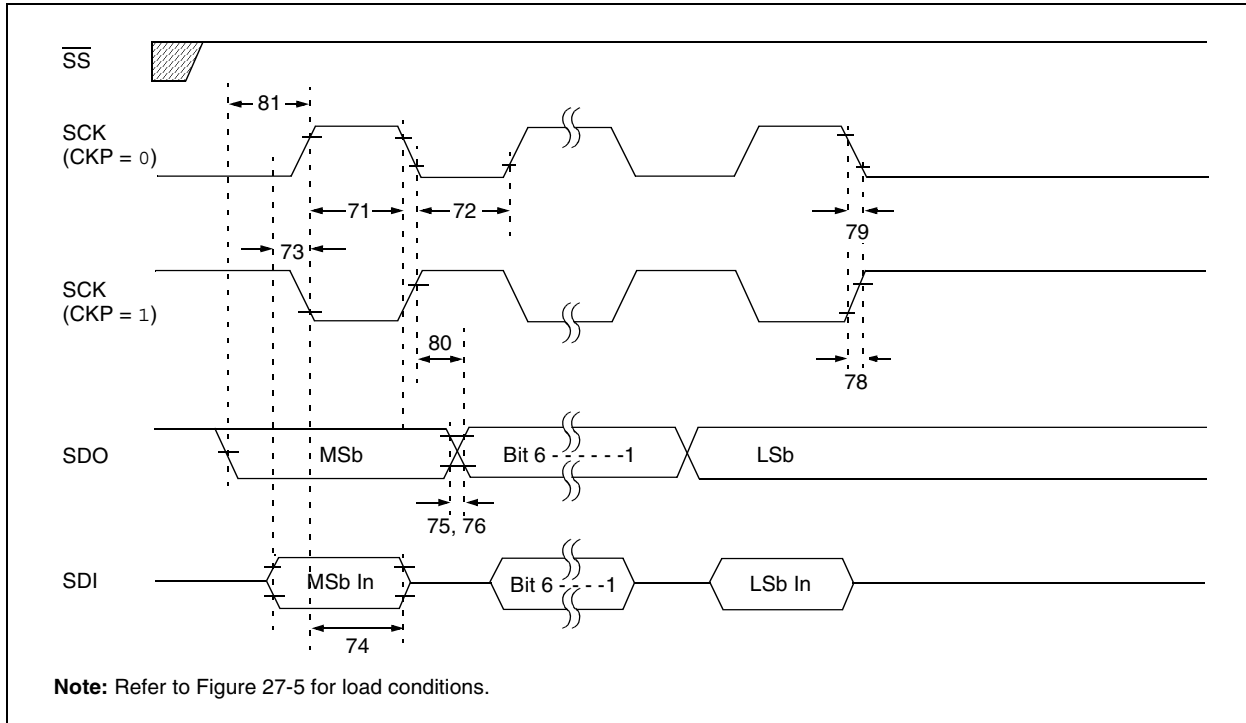 SS
81
SCK
(CKP = 0)
71
72
79
73
SCK
(CKP = 1)
80
78
SDO
MSb
Bit 6 - - - - - -1
LSb
75, 76
SDI
MSb In
Bit 6 - - - - -1
LSb In
74
Note: Refer to Figure 27-5 for load conditions.